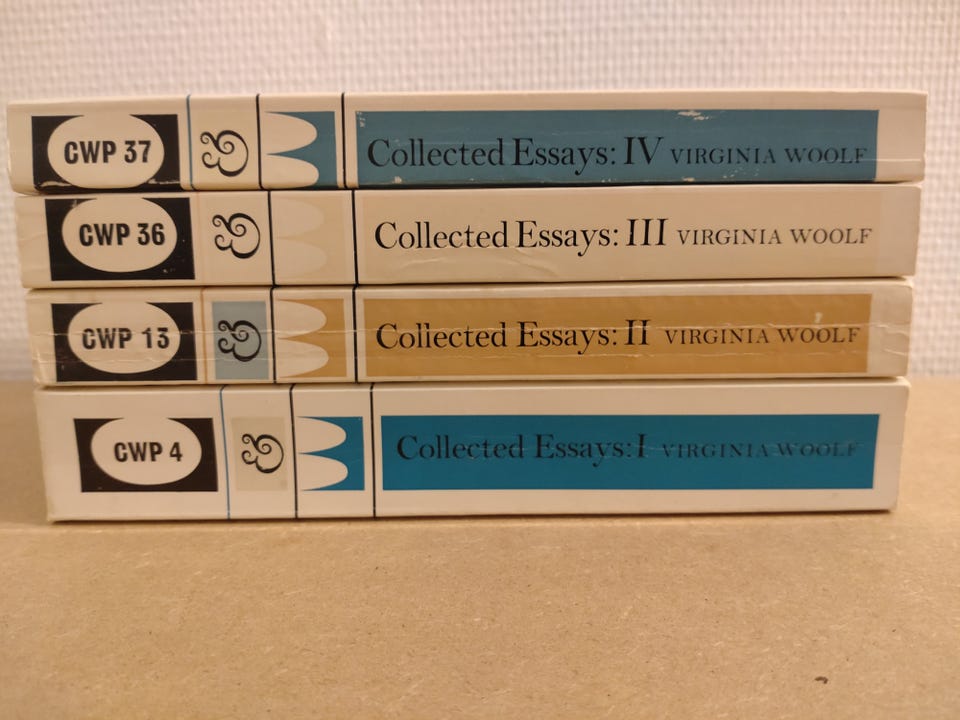 CWP 37 & Collected Essays: IV VIRGINIA WOOLF
CWP 36 & Collected Essays: III VIRGINIA WOOLF
CWP 13 & Collected Essays: II VIRGINIA WOOLF
CWP 4 & Collected Essays: I VIRGINIA WOOLF